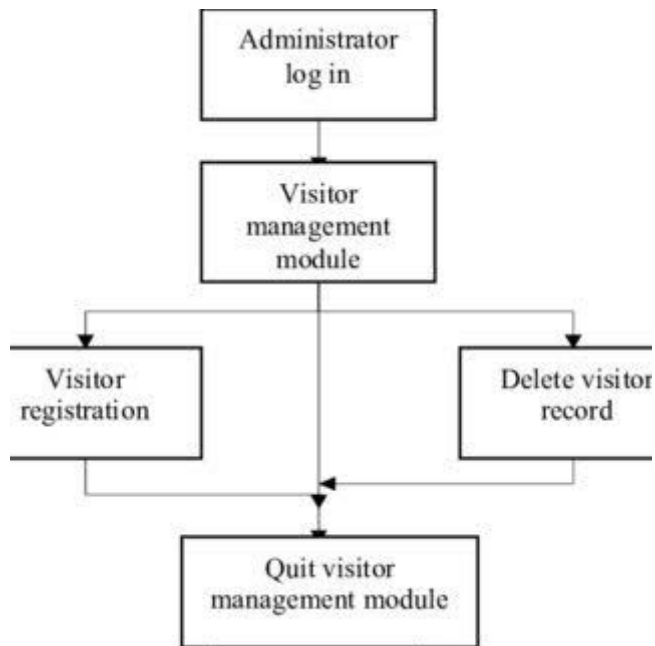 Administrator
log in
Visitor
management
module
Visitor
registration
Delete visitor
record
Quit visitor
management module